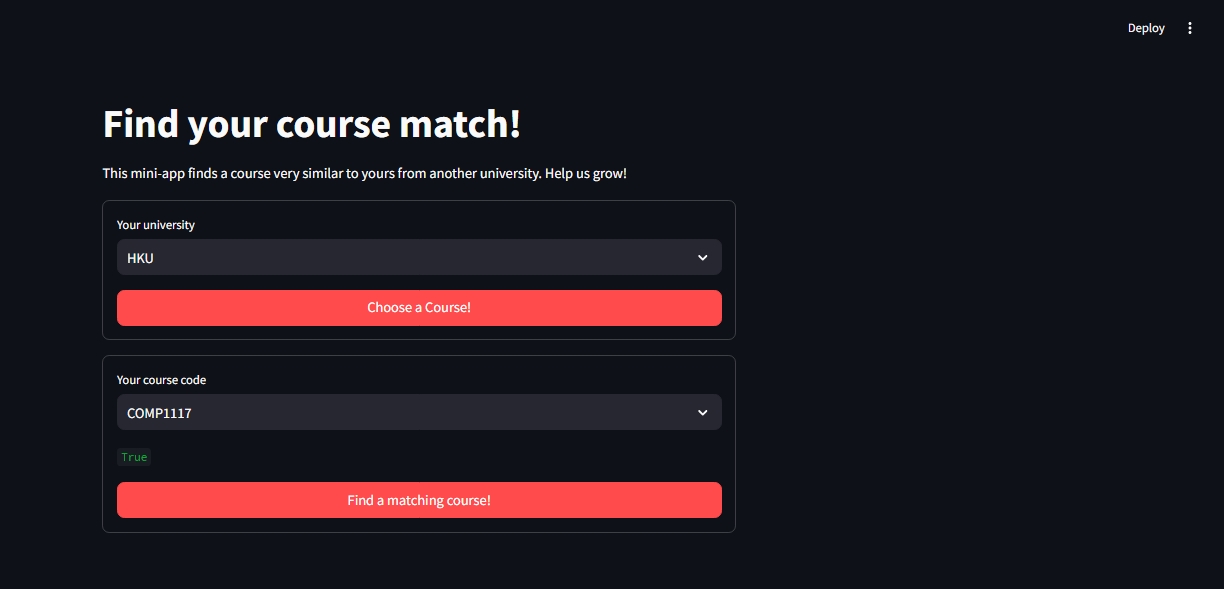 Deploy
Find your course match!
This mini-app finds a course very similar to yours from another university. Help us grow!
Your university
HKU
Choose a Course!
Your course code
COMP1117
True
Find a matching course!